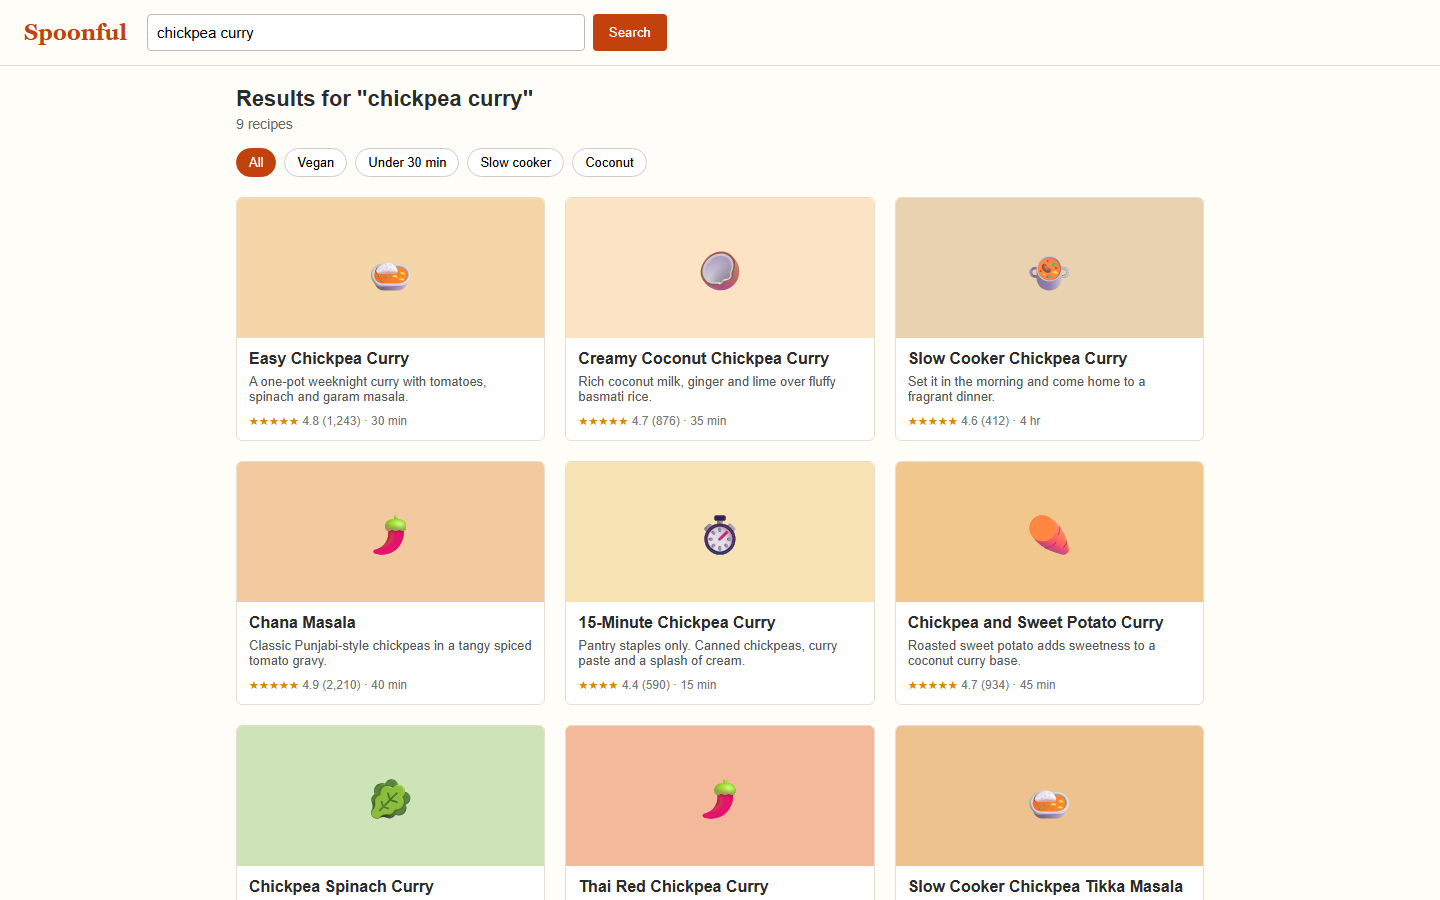 Spoonful
chickpea curry
Search
Results for "chickpea curry"
9 recipes
All
Vegan
Under 30 min
Slow cooker
Coconut
Easy Chickpea Curry
A one-pot weeknight curry with tomatoes,
spinach and garam masala.
★★★★★ 4.8 (1,243) · 30 min
Creamy Coconut Chickpea Curry
Rich coconut milk, ginger and lime over fluffy
basmati rice.
★★★★★ 4.7 (876) · 35 min
Slow Cooker Chickpea Curry
Set it in the morning and come home to a
fragrant dinner.
★★★★★ 4.6 (412) · 4 hr
Chana Masala
Classic Punjabi-style chickpeas in a tangy spiced
tomato gravy.
★★★★★ 4.9 (2,210) · 40 min
15-Minute Chickpea Curry
Pantry staples only. Canned chickpeas, curry
paste and a splash of cream.
★★★★ 4.4 (590) · 15 min
Chickpea and Sweet Potato Curry
Roasted sweet potato adds sweetness to a
coconut curry base.
★★★★★ 4.7 (934) · 45 min
Chickpea Spinach Curry
Thai Red Chickpea Curry
Slow Cooker Chickpea Tikka Masala